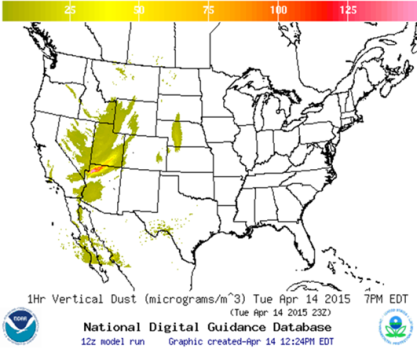 25 50 75 100 125
1Hr Vertical Dust (micrograms/m^3) Tue Apr 14 2015 7PM EDT
(Tue Apr 14 2015 23Z)
National Digital Guidance Database
12z model run Graphic created-Apr 14 12:24PM EDT